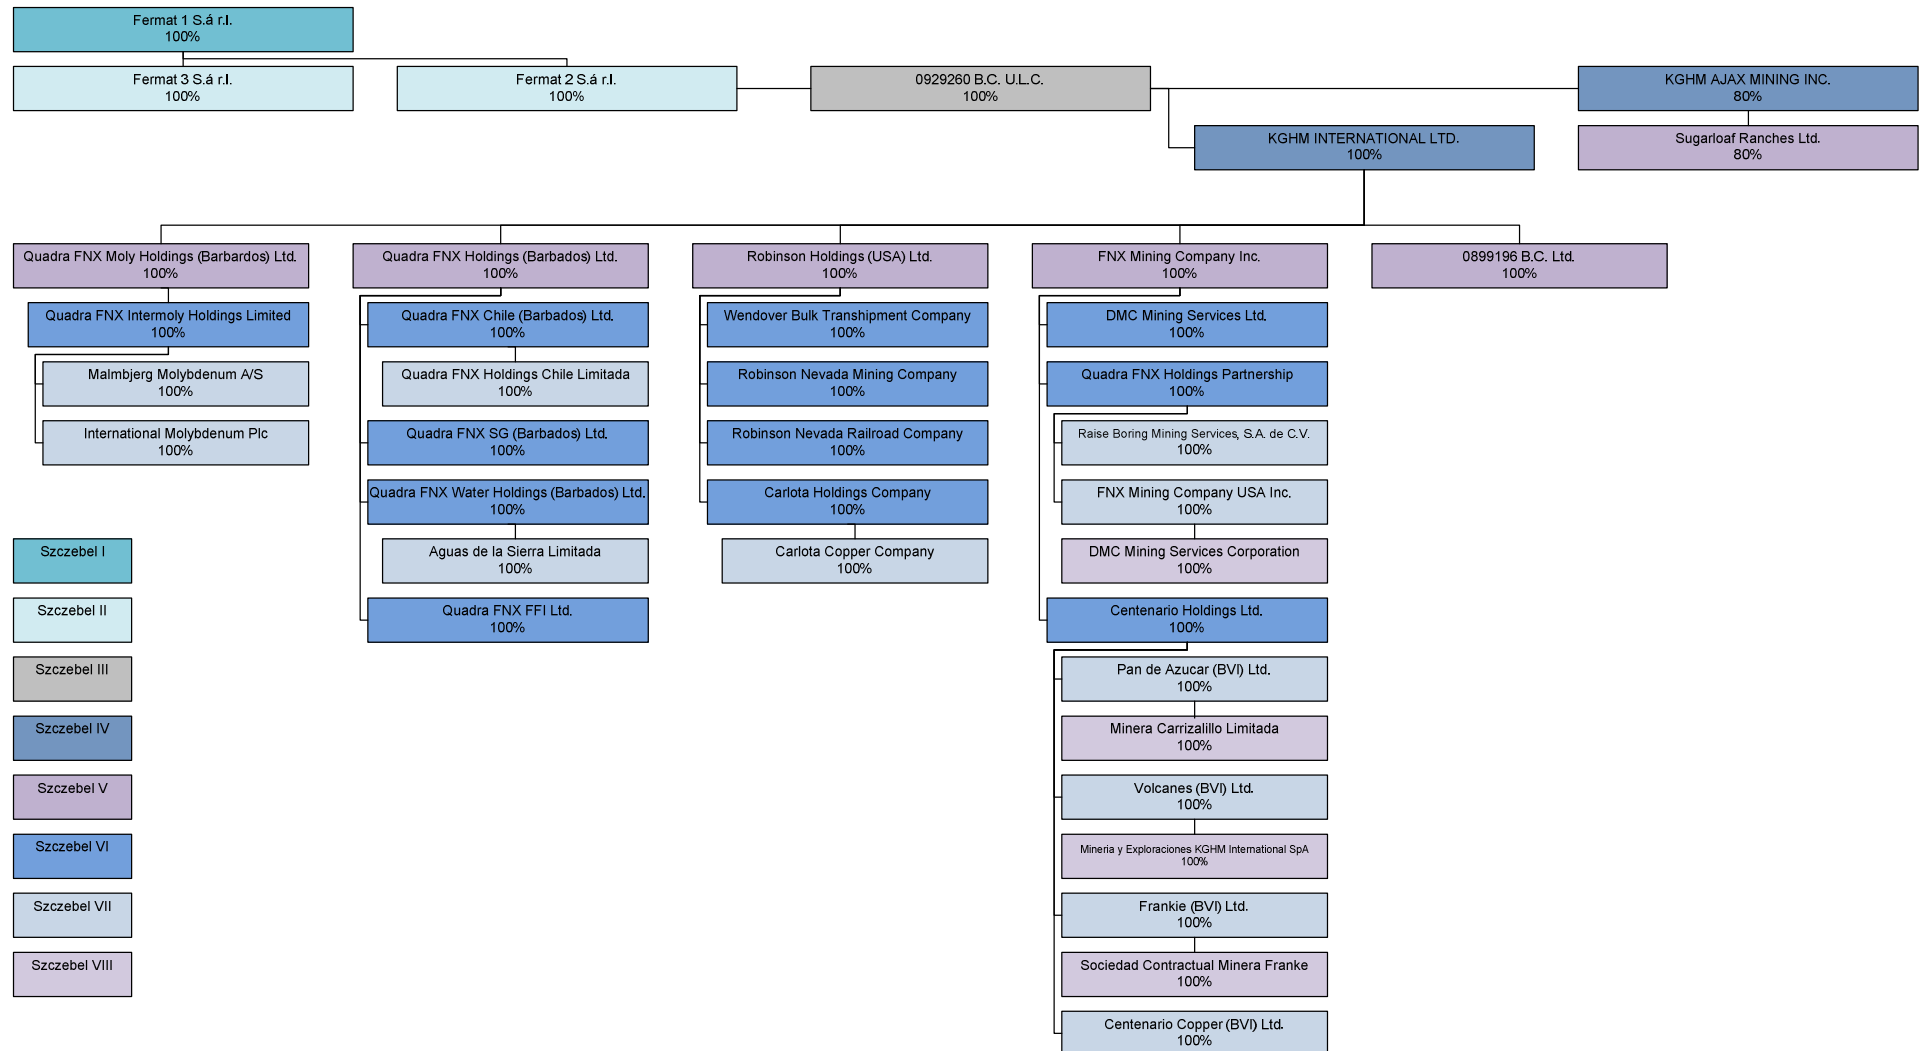 Fermat 1 S.á r.l.
100%
Fermat 3 S.á r.l.
100%
Fermat 2 S.á r.l.
100%
0929260 B.C. U.L.C.
100%
KGHM AJAX MINING INC.
80%
KGHM INTERNATIONAL LTD.
100%
Sugarloaf Ranches Ltd.
80%
Quadra FNX Moly Holdings (Barbardos) Ltd.
100%
Quadra FNX Intermoly Holdings Limited
100%
Malmbjerg Molybdenum A/S
100%
International Molybdenum Plc
100%
Quadra FNX Holdings (Barbados) Ltd.
100%
Quadra FNX Chile (Barbados) Ltd.
100%
Quadra FNX Holdings Chile Limitada
100%
Quadra FNX SG (Barbados) Ltd.
100%
Quadra FNX Water Holdings (Barbados) Ltd.
100%
Aguas de la Sierra Limitada
100%
Quadra FNX FFI Ltd.
100%
Robinson Holdings (USA) Ltd.
100%
Wendover Bulk Transhipment Company
100%
Robinson Nevada Mining Company
100%
Robinson Nevada Railroad Company
100%
Carlota Holdings Company
100%
Carlota Copper Company
100%
FNX Mining Company Inc.
100%
DMC Mining Services Ltd.
100%
Quadra FNX Holdings Partnership
100%
Raise Boring Mining Services, S.A. de C.V.
100%
FNX Mining Company USA Inc.
100%
DMC Mining Services Corporation
100%
Centenario Holdings Ltd.
100%
Pan de Azucar (BVI) Ltd.
100%
Minera Carrizalillo Limitada
100%
Volcanes (BVI) Ltd.
100%
Mineria y Exploraciones KGHM International SpA
100%
Frankie (BVI) Ltd.
100%
Sociedad Contractual Minera Franke
100%
Centenario Copper (BVI) Ltd.
100%
0899196 B.C. Ltd.
100%
Szczebel I
Szczebel II
Szczebel III
Szczebel IV
Szczebel V
Szczebel VI
Szczebel VII
Szczebel VIII